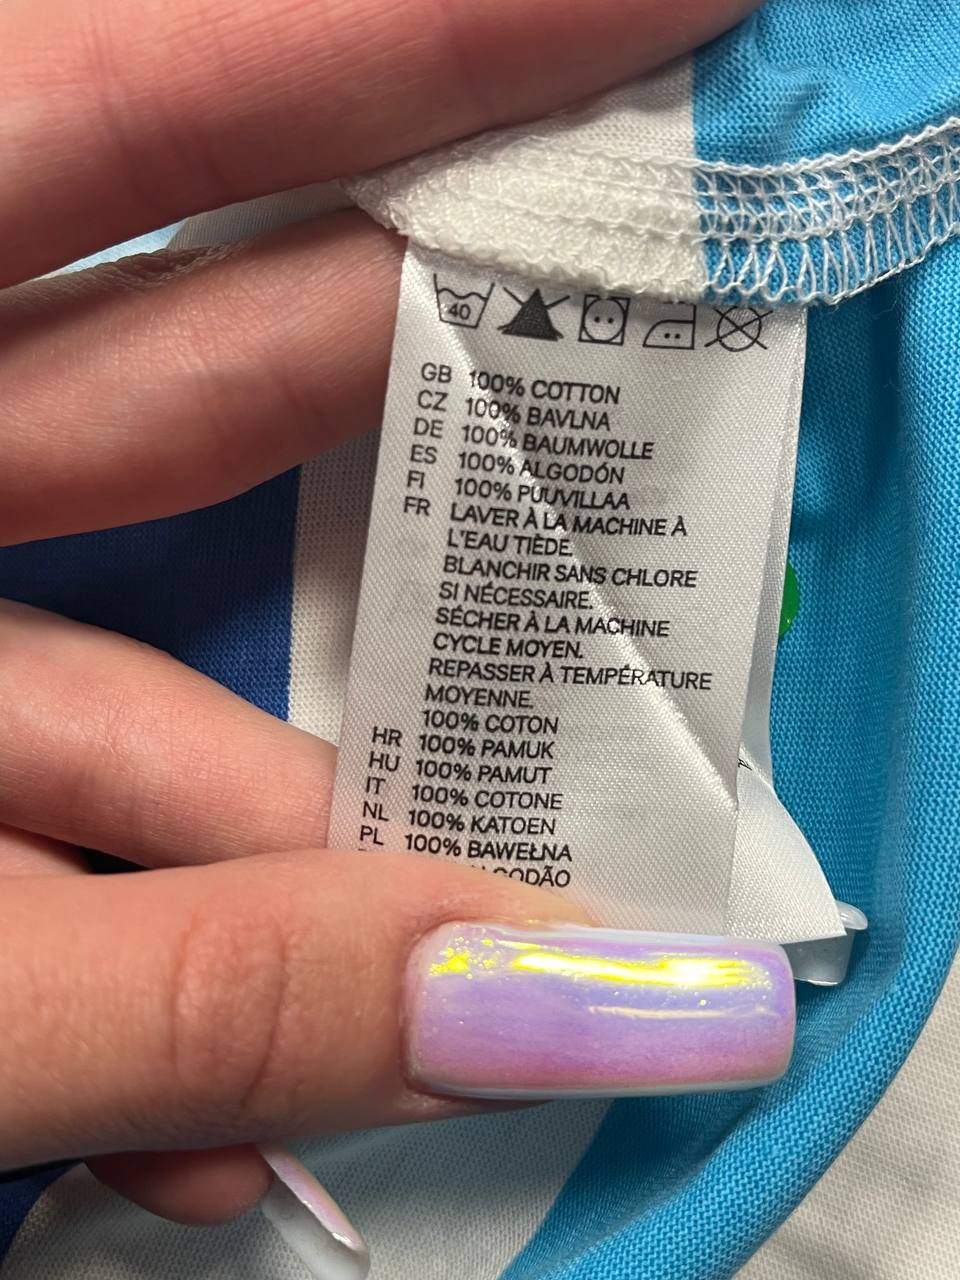 40
GB 100% COTTON
CZ 100% BAVLNA
DE 100% BAUMWOLLE
ES 100% ALGODÓN
FI 100% PUUVILLAA
FR LAVER À LA MACHINE À
L'EAU TIÈDE.
BLANCHIR SANS CHLORE
SI NÉCESSAIRE.
SÉCHER À LA MACHINE
CYCLE MOYEN.
REPASSER À TEMPÉRATURE
MOYENNE.
100% COTON
HR 100% PAMUK
HU 100% PAMUT
IT 100% COTONE
NL 100% KATOEN
PL 100% BAWEŁNA